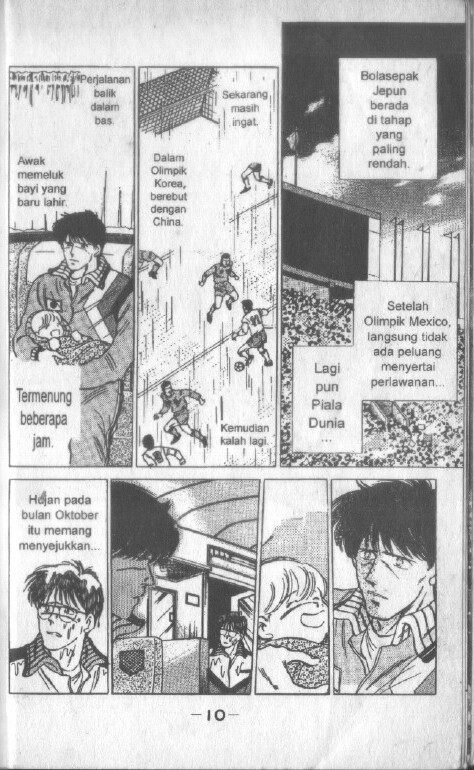 Bolasepak
Jepun
berada
di tahap
yang
paling
rendah.
Setelah
Olimpik Mexico,
langsung tidak
ada peluang
menyertai
perlawanan...
Lagi
pun
Piala
Dunia
...
Sekarang
masih
ingat.
Dalam
Olimpik
Korea,
berebut
dengan
China.
Kemudian
kalah lagi.
Perjalanan
balik
dalam
bas.
Awak
memeluk
bayi yang
baru lahir.
Termenung
beberapa
jam.
Hujan pada
bulan Oktober
itu memang
menyejukkan...
—10—